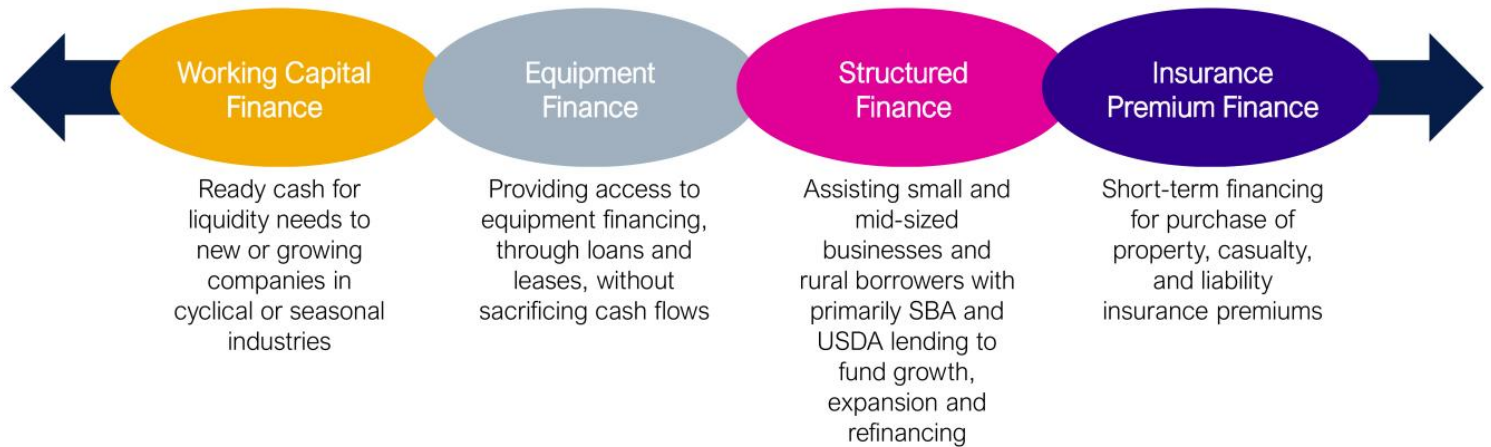 Working Capital
Finance
Equipment
Finance
Structured
Finance
Insurance
Premium Finance
Ready cash for
liquidity needs to
new or growing
companies in
cyclical or seasonal
industries
Providing access to
equipment financing,
through loans and
leases, without
sacrificing cash flows
Assisting small and
mid-sized
businesses and
rural borrowers with
primarily SBA and
USDA lending to
fund growth,
expansion and
refinancing
Short-term financing
for purchase of
property, casualty,
and liability
insurance premiums